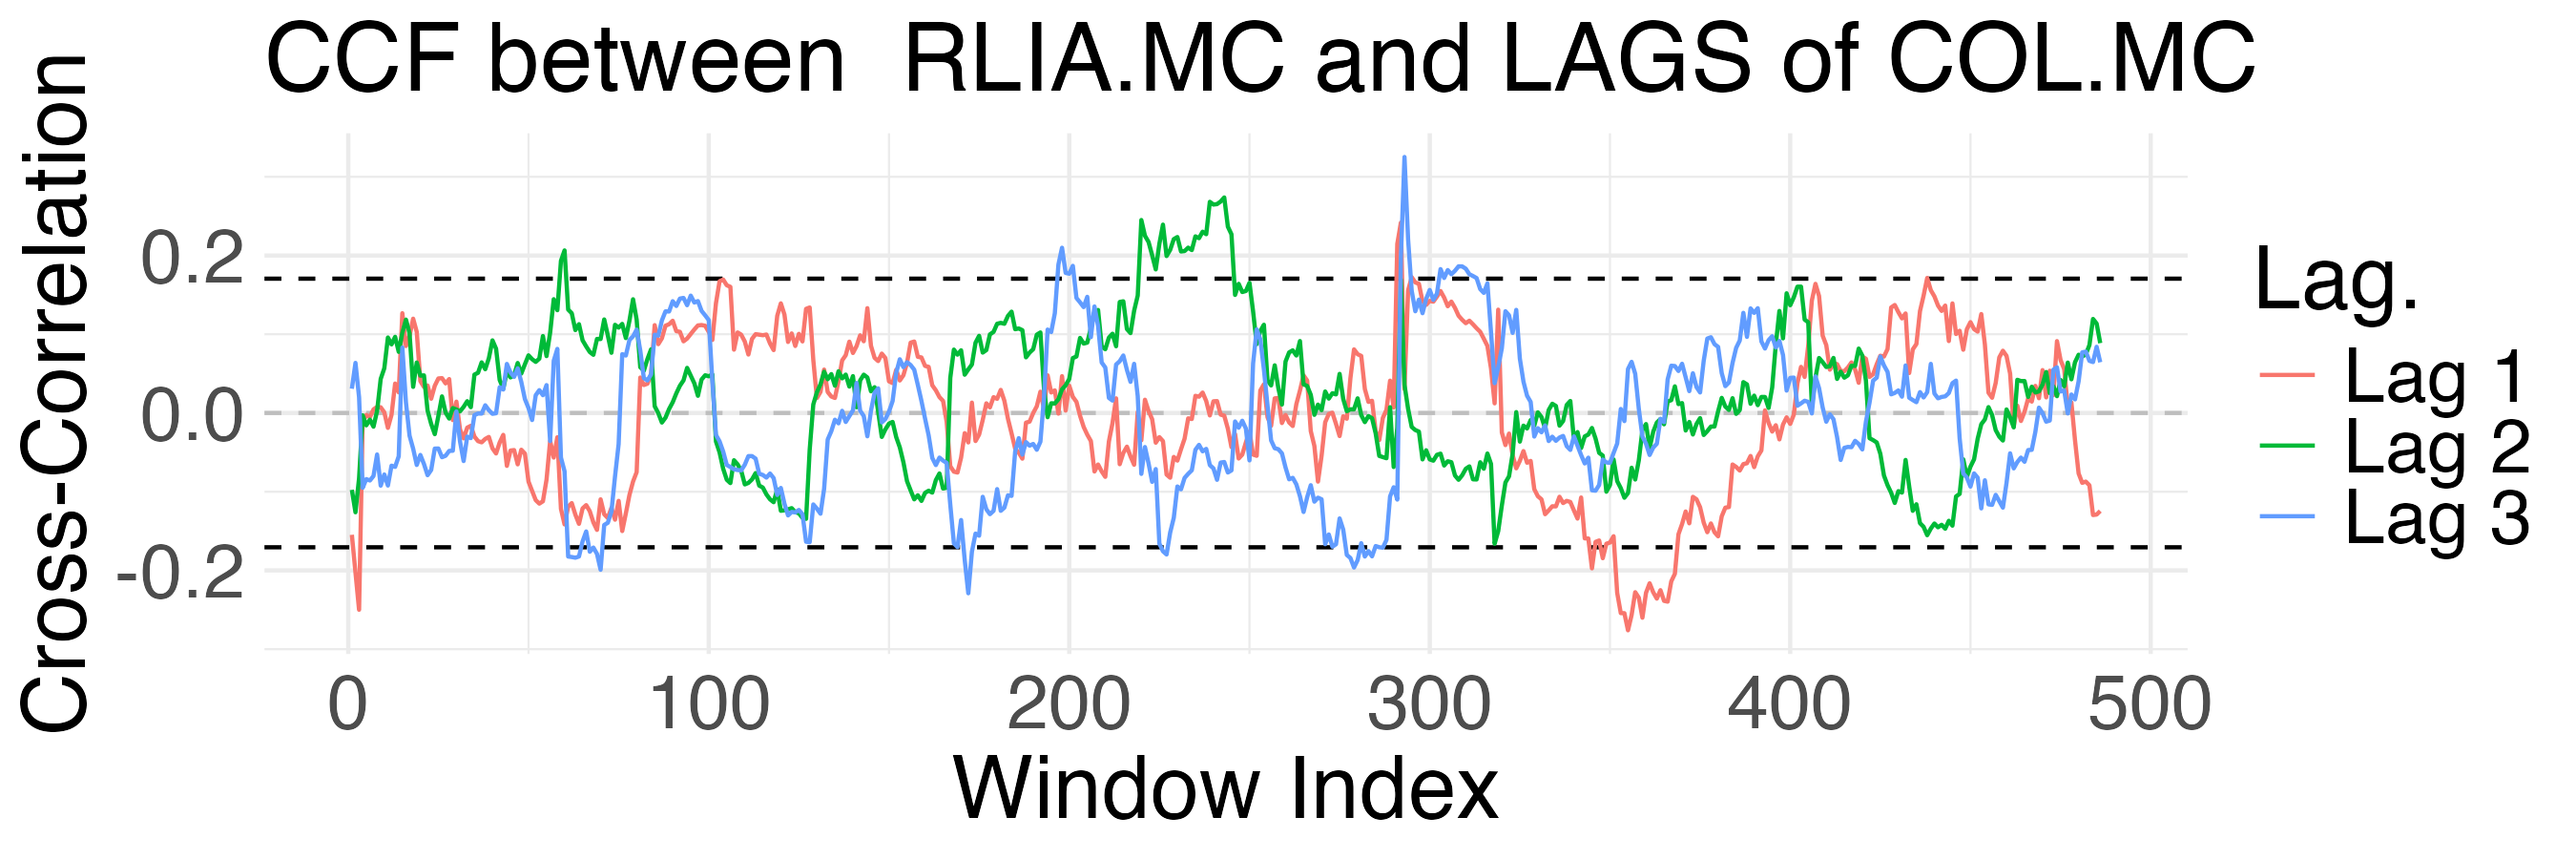 CCF between  RLIA.MC and LAGS of COL.MC
Cross-Correlation
0.2
0.0
-0.2
0
100
200
300
400
500
Window Index
Lag.
Lag 1
Lag 2
Lag 3